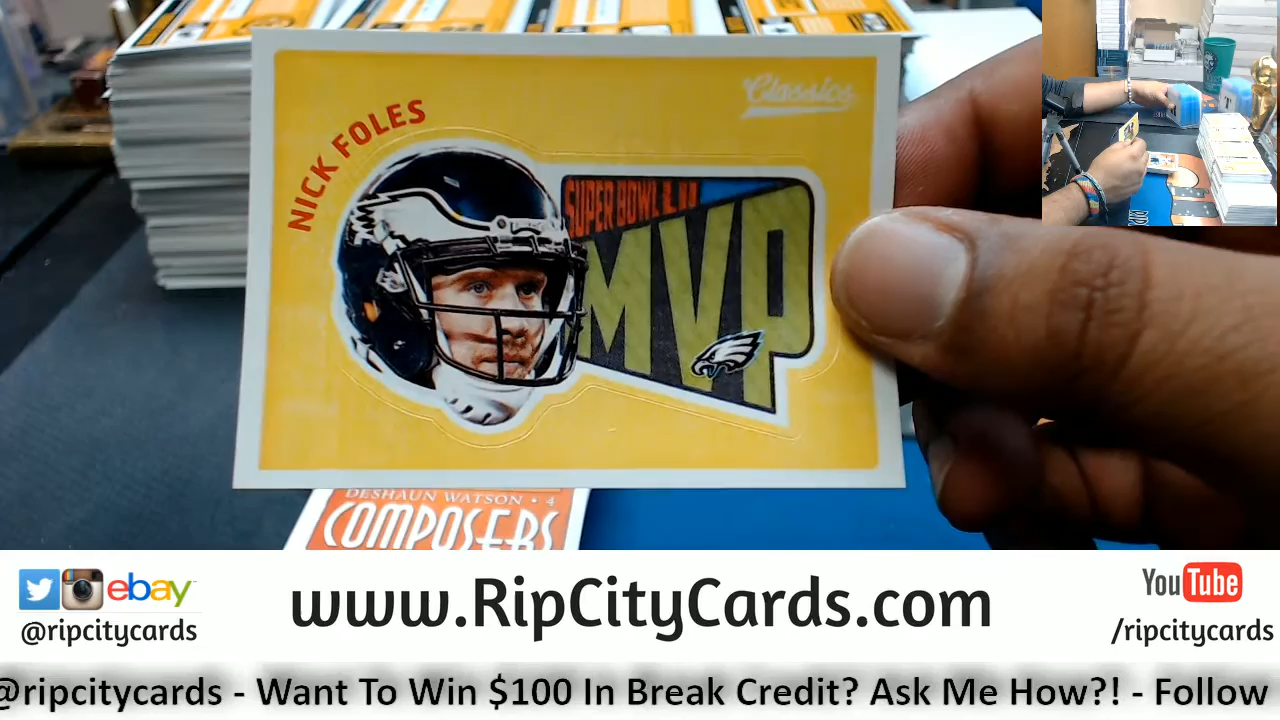 Classics
NICK FOLES
SUPER BOWL LII
MVP
DESHAUN WATSON • 4
COMPOSERS
ebay
@ripcitycards
www.RipCityCards.com
YouTube
/ripcitycards
@ripcitycards - Want To Win $100 In Break Credit? Ask Me How?! - Follow